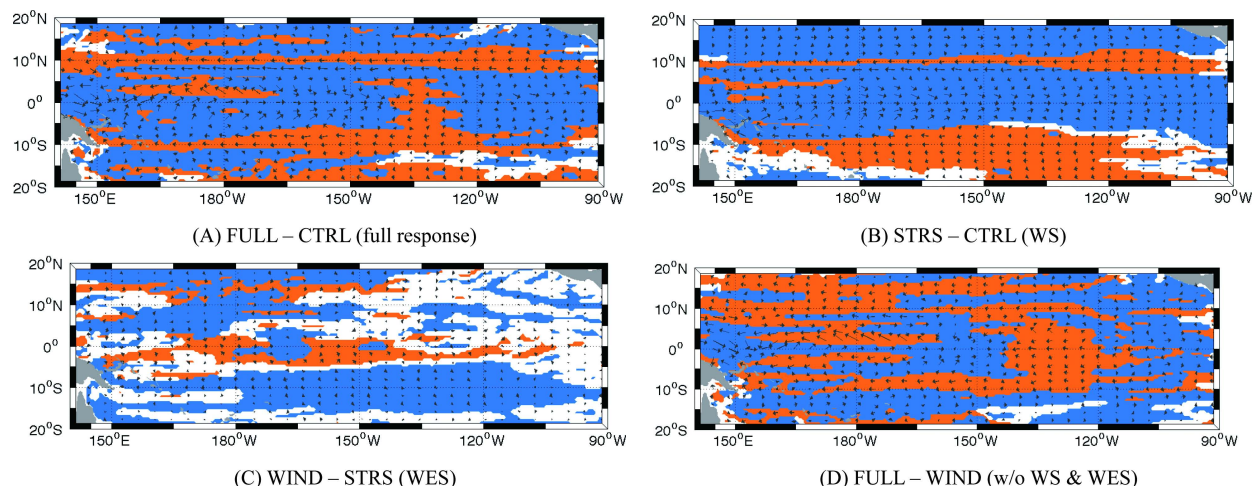 20°N 20°N
10°N 10°N
0° 0°
10°S 10°S
20°S 20°S
150°E 180°W 150°W 120°W 90°W 150°E 180°W 150°W 120°W 90°W
(A) FULL – CTRL (full response) (B) STRS – CTRL (WS)
20°N 20°N
10°N 10°N
0° 0°
10°S 10°S
20°S 20°S
150°E 180°W 150°W 120°W 90°W 150°E 180°W 150°W 120°W 90°W
(C) WIND – STRS (WES) (D) FULL – WIND (w/o WS & WES)